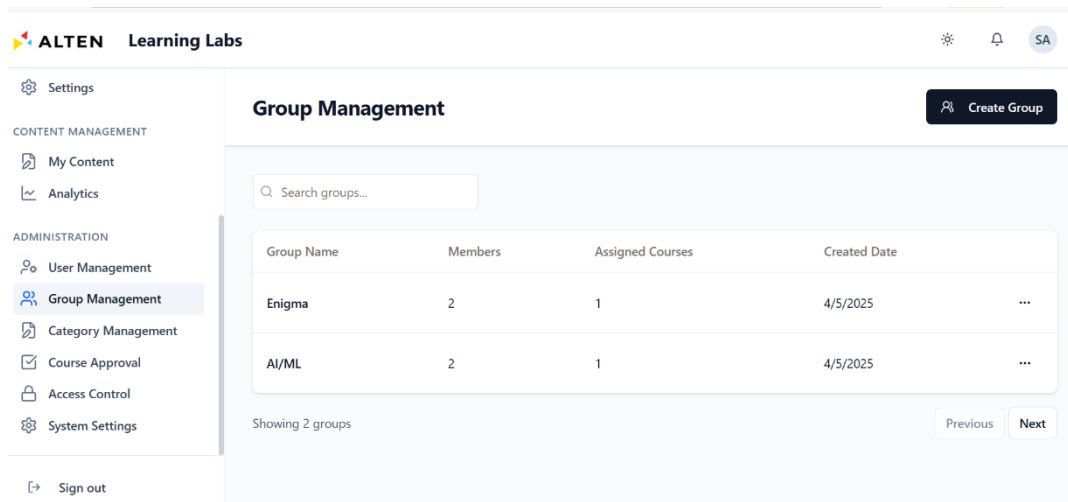 ALTEN Learning Labs
SA
Settings
CONTENT MANAGEMENT
My Content
Analytics
ADMINISTRATION
User Management
Group Management
Category Management
Course Approval
Access Control
System Settings
Sign out
Group Management
Create Group
Search groups...
Group Name Members Assigned Courses Created Date
Enigma 2 1 4/5/2025 ...
AI/ML 2 1 4/5/2025 ...
Showing 2 groups
Previous Next